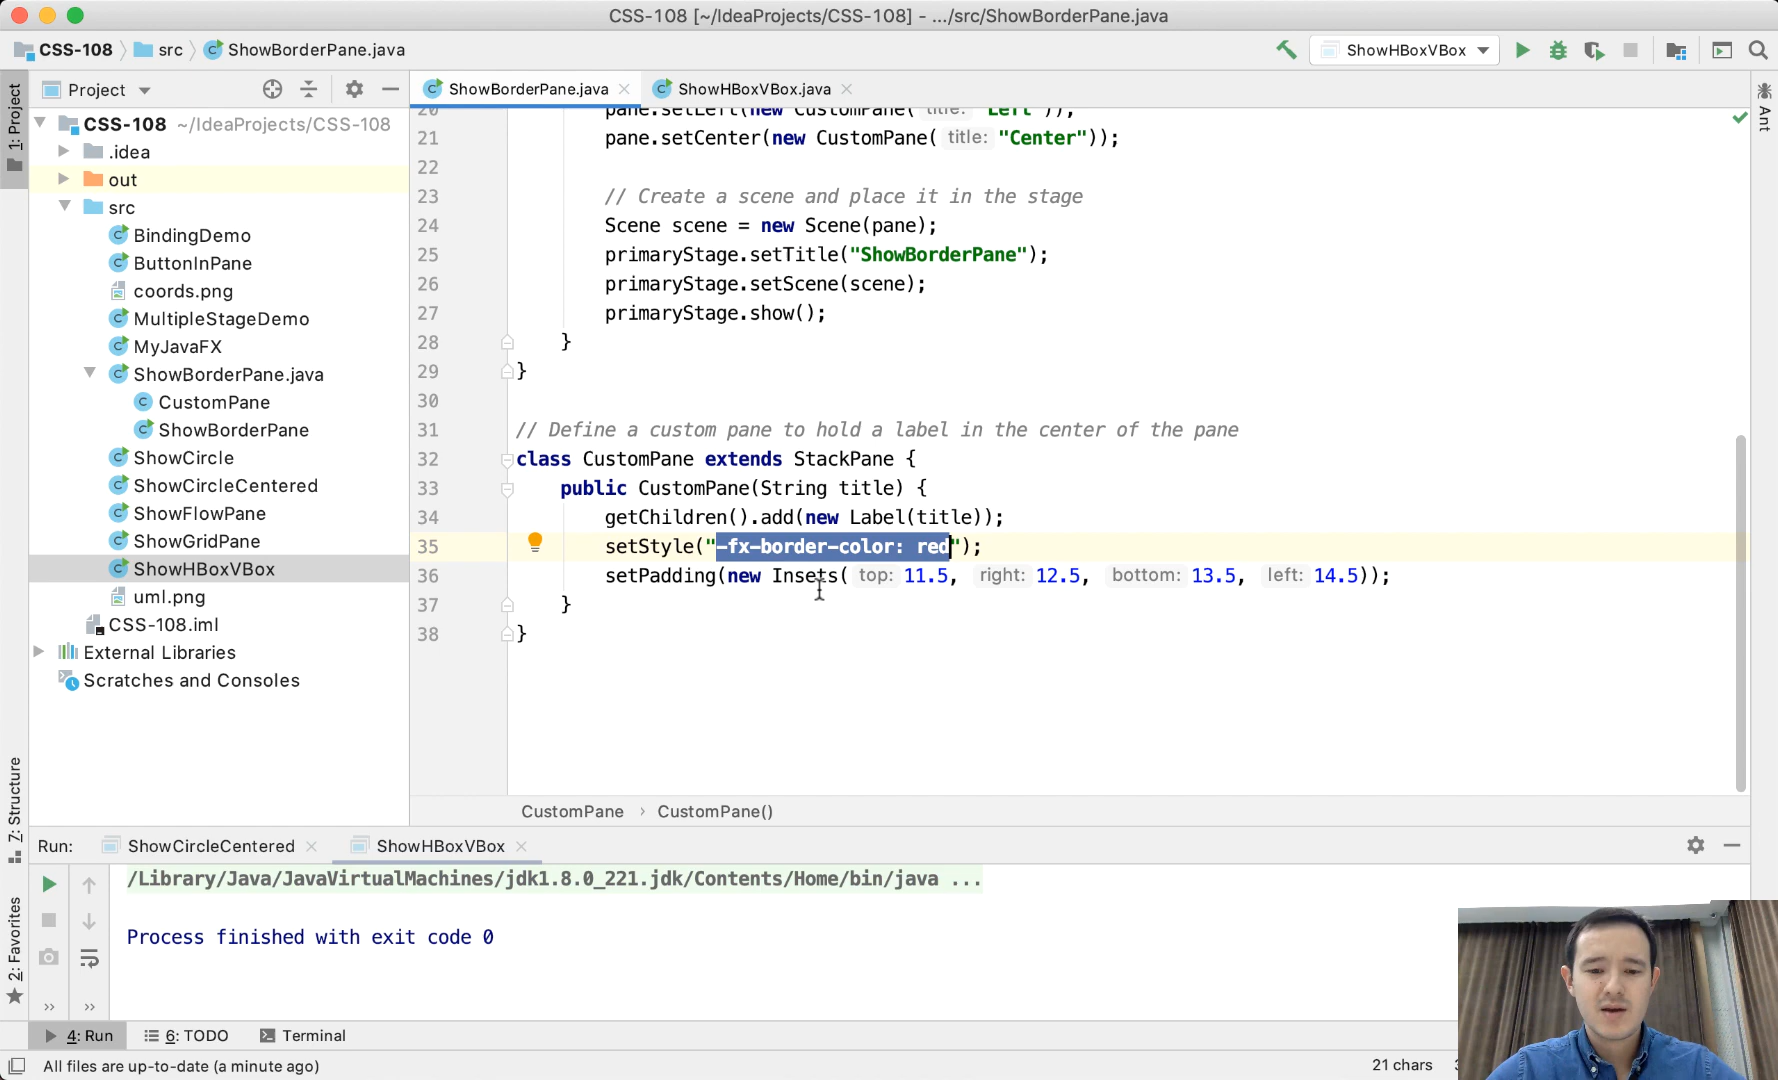 CSS-108 [~/IdeaProjects/CSS-108] - .../src/ShowBorderPane.java
CSS-108 src ShowBorderPane.java
ShowHBoxVBox
1: Project
Project
ShowBorderPane.java
ShowHBoxVBox.java
Ant
CSS-108 ~/IdeaProjects/CSS-108
.idea
out
src
BindingDemo
ButtonInPane
coords.png
MultipleStageDemo
MyJavaFX
ShowBorderPane.java
CustomPane
ShowBorderPane
ShowCircle
ShowCircleCentered
ShowFlowPane
ShowGridPane
ShowHBoxVBox
uml.png
CSS-108.iml
External Libraries
Scratches and Consoles
20 pane.setLeft(new CustomPane( title: "Left"));
21 pane.setCenter(new CustomPane( title: "Center"));
22
23 // Create a scene and place it in the stage
24 Scene scene = new Scene(pane);
25 primaryStage.setTitle("ShowBorderPane");
26 primaryStage.setScene(scene);
27 primaryStage.show();
28 }
29 }
30
31 // Define a custom pane to hold a label in the center of the pane
32 class CustomPane extends StackPane {
33 public CustomPane(String title) {
34 getChildren().add(new Label(title));
35 setStyle("-fx-border-color: red");
36 setPadding(new Insets( top: 11.5, right: 12.5, bottom: 13.5, left: 14.5));
37 }
38 }
CustomPane › CustomPane()
Z: Structure
2: Favorites
Run: ShowCircleCentered ShowHBoxVBox
/Library/Java/JavaVirtualMachines/jdk1.8.0_221.jdk/Contents/Home/bin/java ...
Process finished with exit code 0
» »
4: Run 6: TODO Terminal
All files are up-to-date (a minute ago)
21 chars